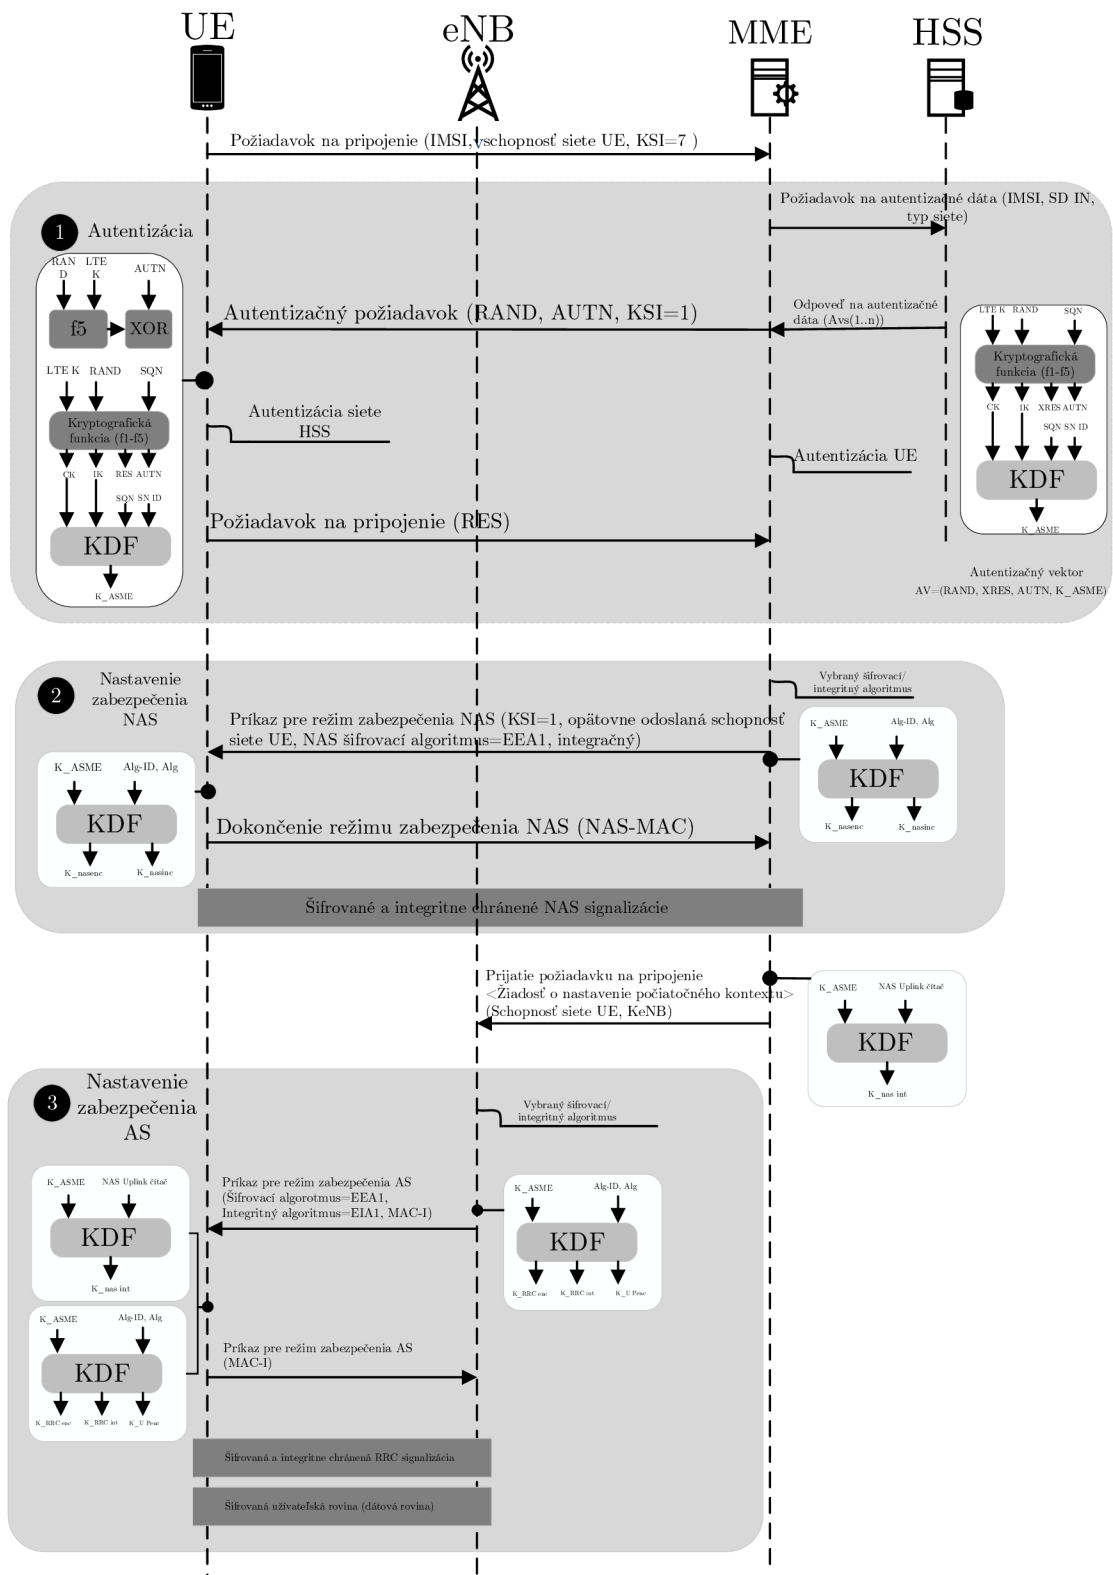 UE
eNB
MME
HSS
Požiadavok na pripojenie (IMSI, vschopnosť siete UE, KSI=7 )
Požiadavok na autentizačné dáta (IMSI, SD IN,
typ siete)
1
Autentizácia
RAN
D
LTE
K
AUTN
f5
XOR
LTE K
RAND
SQN
Kryptografická
funkcia (f1-f5)
CK
IK
RES
AUTN
SQN
SN ID
KDF
K_ASME
Autentizačný požiadavok (RAND, AUTN, KSI=1)
Odpoveď na autentizačné
dáta (Avs(1..n))
LTE K
RAND
SQN
Kryptografická
funkcia (f1-f5)
CK
IK
XRES
AUTN
SQN
SN ID
KDF
K_ASME
Autentizácia siete
HSS
Autentizácia UE
Požiadavok na pripojenie (RES)
Autentizačný vektor
AV=(RAND, XRES, AUTN, K_ASME)
2
Nastavenie
zabezpečenia
NAS
Vybraný šifrovací/
integritný algoritmus
Príkaz pre režim zabezpečenia NAS (KSI=1, opätovne odoslaná schopnosť
siete UE, NAS šifrovací algoritmus=EEA1, integračný)
K_ASME
Alg-ID, Alg
KDF
K_nasenc
K_nasinc
K_ASME
Alg-ID, Alg
KDF
K_nasenc
K_nasinc
Dokončenie režimu zabezpečenia NAS (NAS-MAC)
Šifrované a integritne chránené NAS signalizácie
Prijatie požiadavku na pripojenie
<Žiadosť o nastavenie počiatočného kontextu>
(Schopnosť siete UE, KeNB)
K_ASME
NAS Uplink čítač
KDF
K_nas int
3
Nastavenie
zabezpečenia
AS
Vybraný šifrovací/
integritný algoritmus
K_ASME
NAS Uplink čítač
KDF
K_nas int
Príkaz pre režim zabezpečenia AS
(Šifrovací algorotmus=EEA1,
Integritný algoritmus=EIA1, MAC-I)
K_ASME
Alg-ID, Alg
KDF
K_RRC enc
K_RRC int
K_U Penc
K_ASME
Alg-ID, Alg
KDF
K_RRC enc
K_RRC int
K_U Penc
Príkaz pre režim zabezpečenia AS
(MAC-I)
Šifrovaná a integritne chránená RRC signalizácia
Šifrovaná užívateľská rovina (dátová rovina)